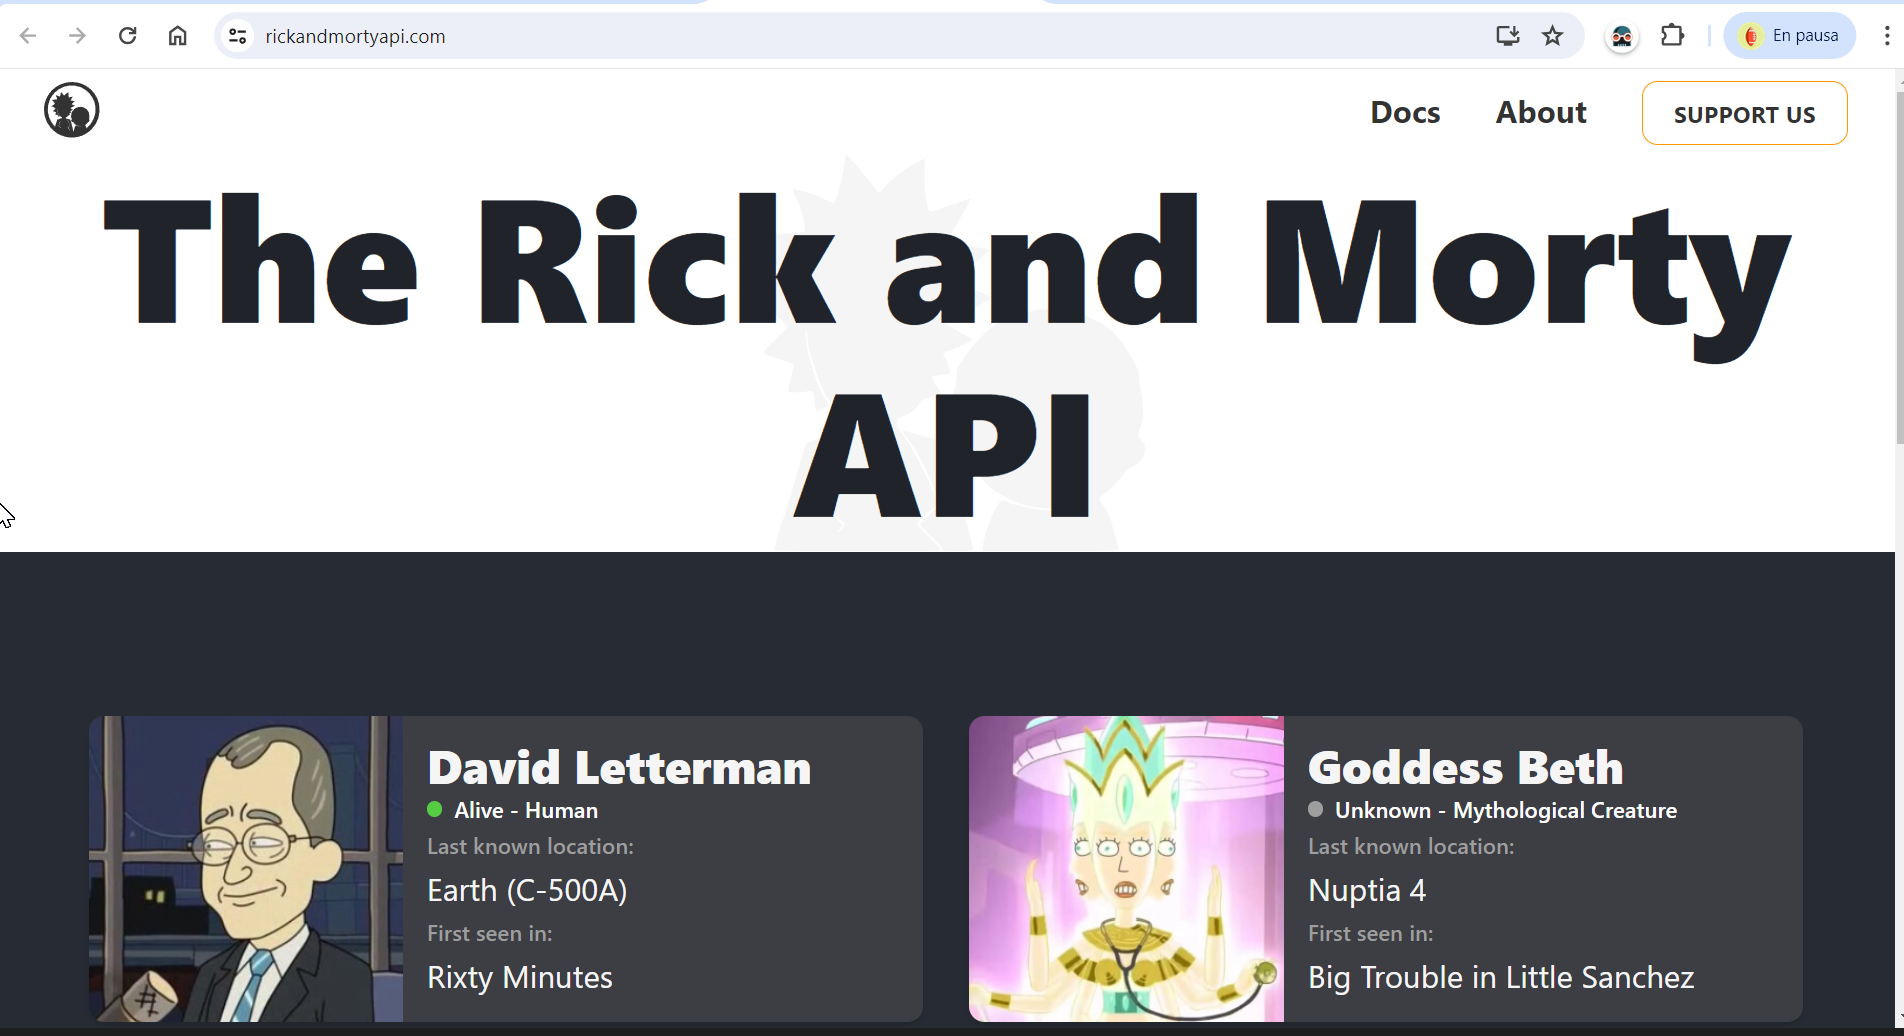 rickandmortyapi.com
En pausa
Docs
About
SUPPORT US
The Rick and Morty
API
David Letterman
Alive - Human
Last known location:
Earth (C-500A)
First seen in:
Rixty Minutes
Goddess Beth
Unknown - Mythological Creature
Last known location:
Nuptia 4
First seen in:
Big Trouble in Little Sanchez